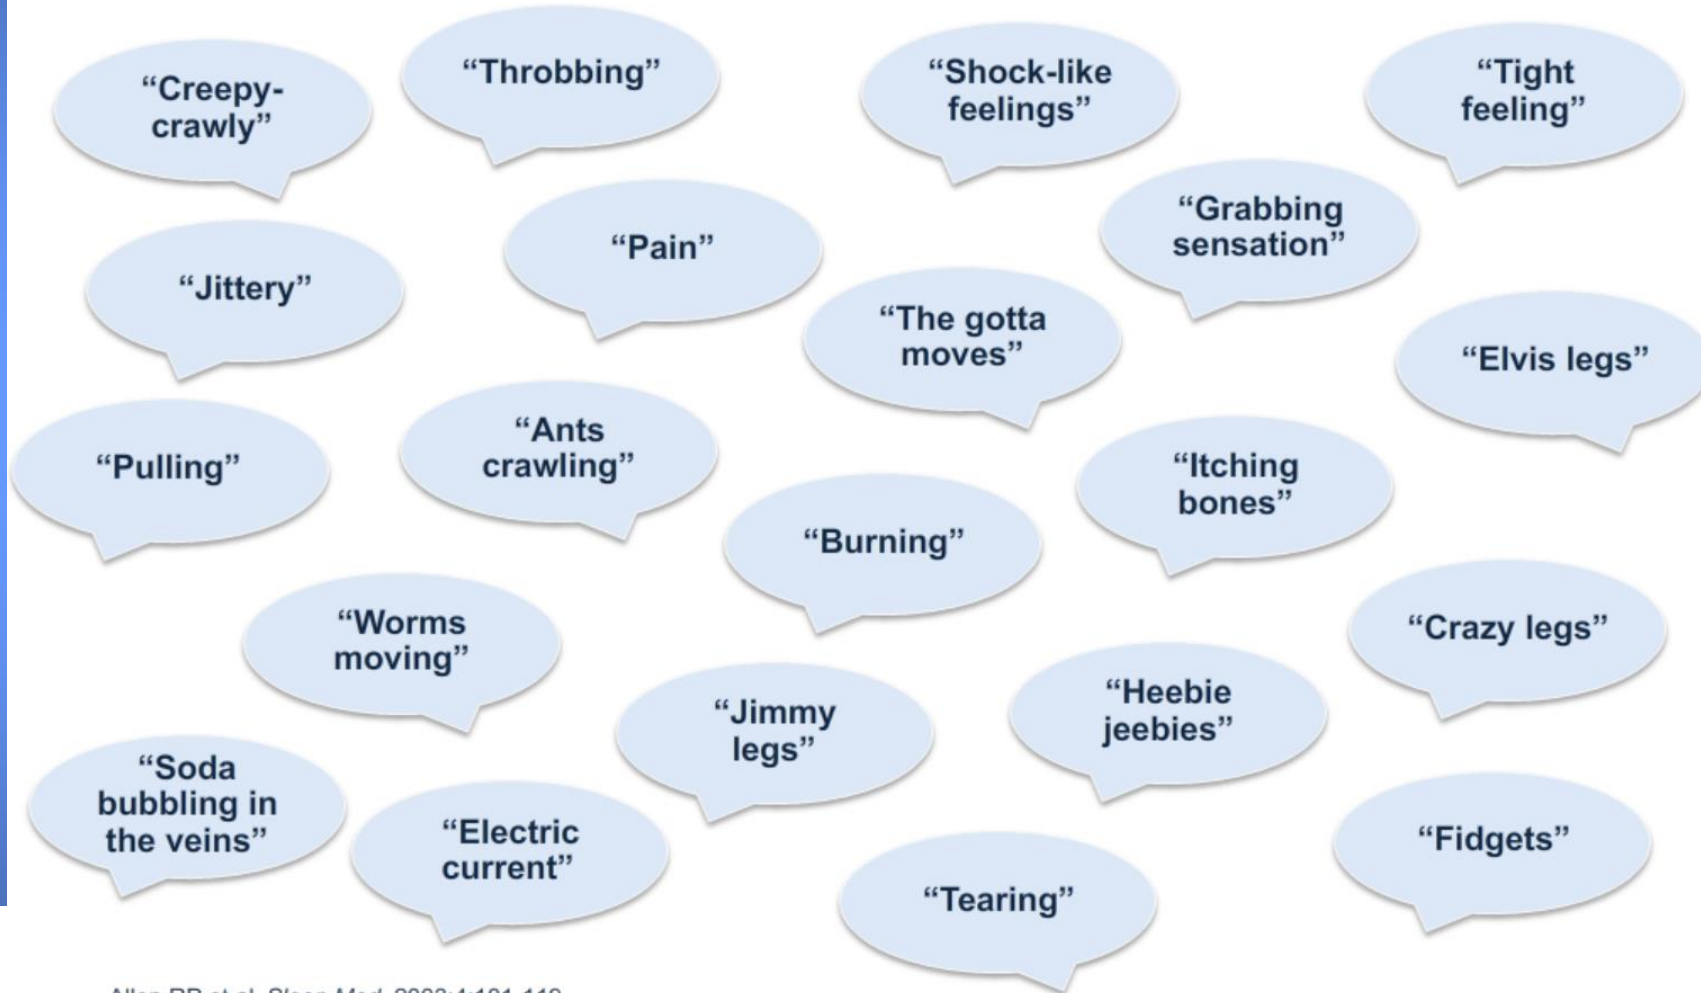 “Creepy-
crawly”
“Throbbing”
“Shock-like
feelings”
“Tight
feeling”
“Jittery”
“Pain”
“Grabbing
sensation”
“The gotta
moves”
“Elvis legs”
“Pulling”
“Ants
crawling”
“Itching
bones”
“Burning”
“Worms
moving”
“Crazy legs”
“Jimmy
legs”
“Heebie
jeebies”
“Soda
bubbling in
the veins”
“Electric
current”
“Fidgets”
“Tearing”